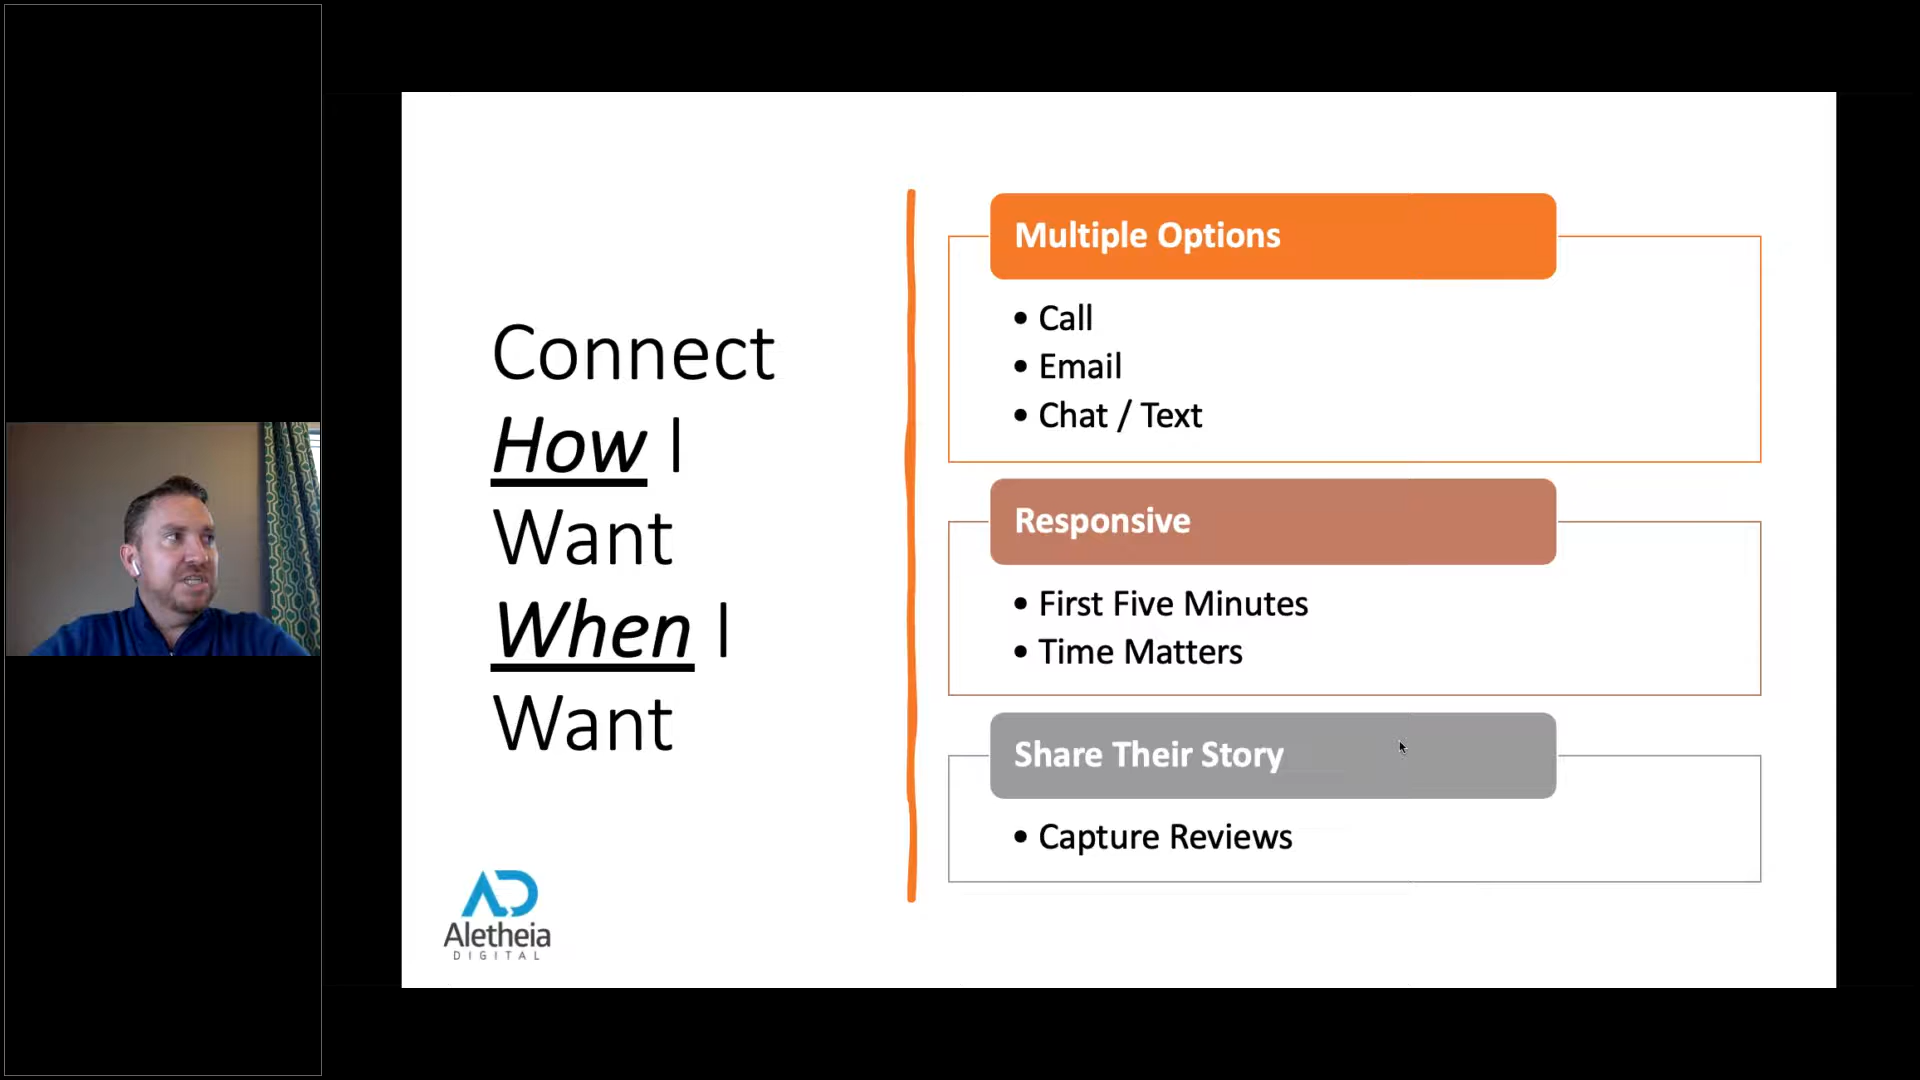 Connect
How I
Want
When I
Want
Multiple Options
• Call
• Email
• Chat / Text
Responsive
• First Five Minutes
• Time Matters
Share Their Story
• Capture Reviews
AD
Aletheia
DIGITAL